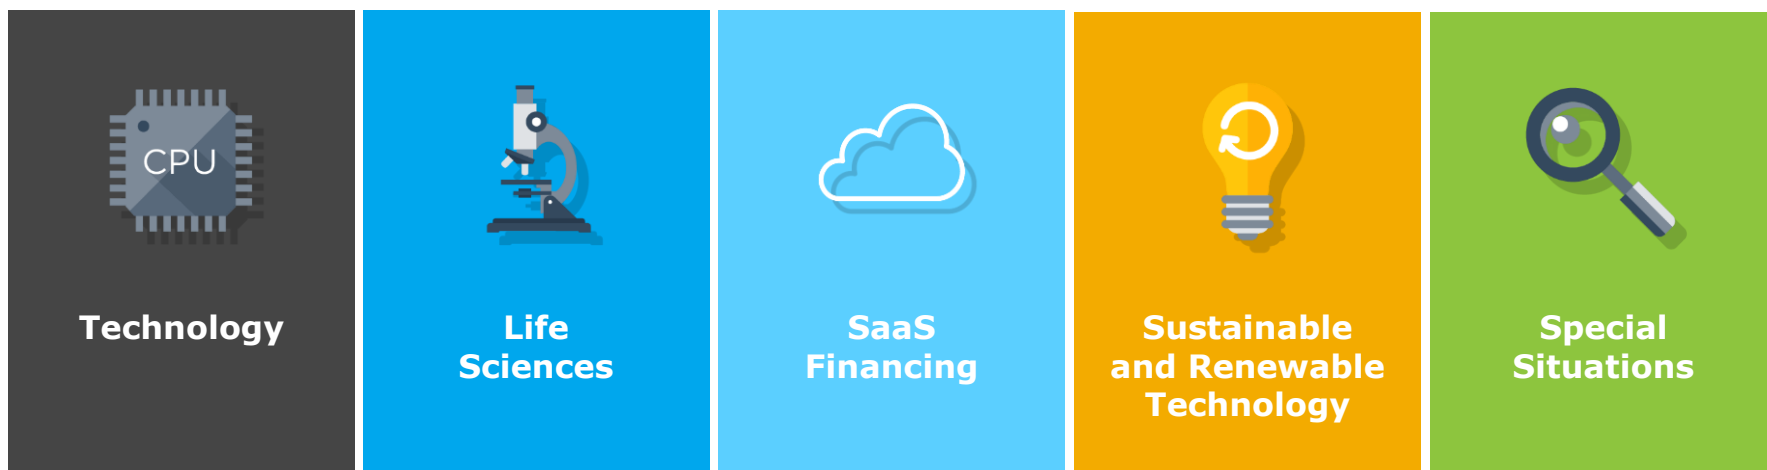 CPU
Technology
Life
Sciences
SaaS
Financing
Sustainable
and Renewable
Technology
Special
Situations